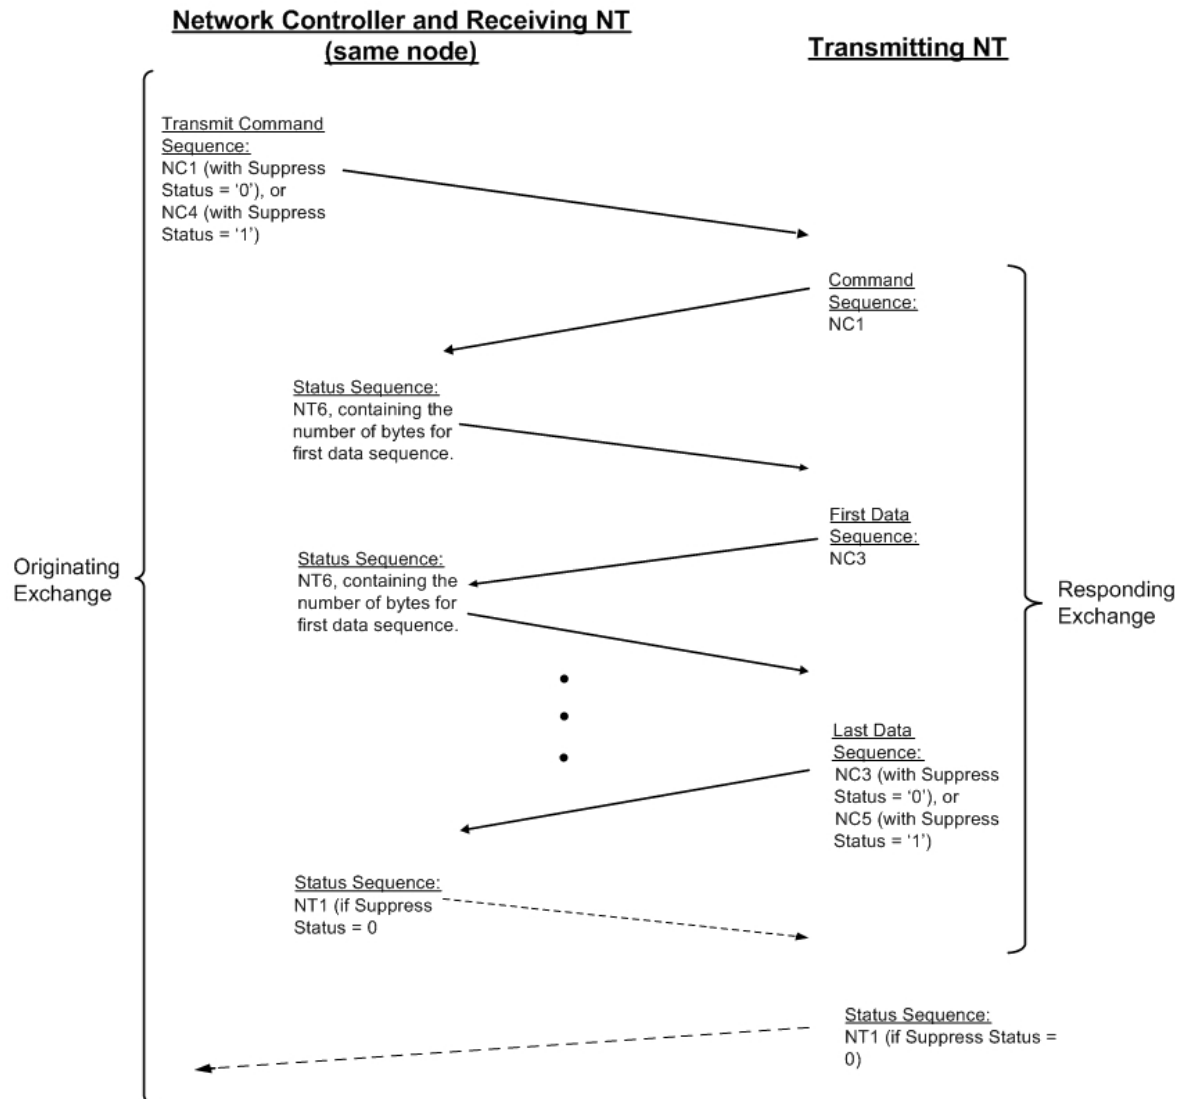 Network Controller and Receiving NT
(same node)
Transmitting NT
Transmit Command
Sequence:
NC1 (with Suppress
Status = ‘0’), or
NC4 (with Suppress
Status = ‘1’)
Command
Sequence:
NC1
Status Sequence:
NT6, containing the
number of bytes for
first data sequence.
First Data
Sequence:
NC3
Status Sequence:
NT6, containing the
number of bytes for
first data sequence.
Originating
Exchange
Responding
Exchange
Last Data
Sequence:
NC3 (with Suppress
Status = ‘0’), or
NC5 (with Suppress
Status = ‘1’)
Status Sequence:
NT1 (if Suppress
Status = 0
Status Sequence:
NT1 (if Suppress Status =
0)